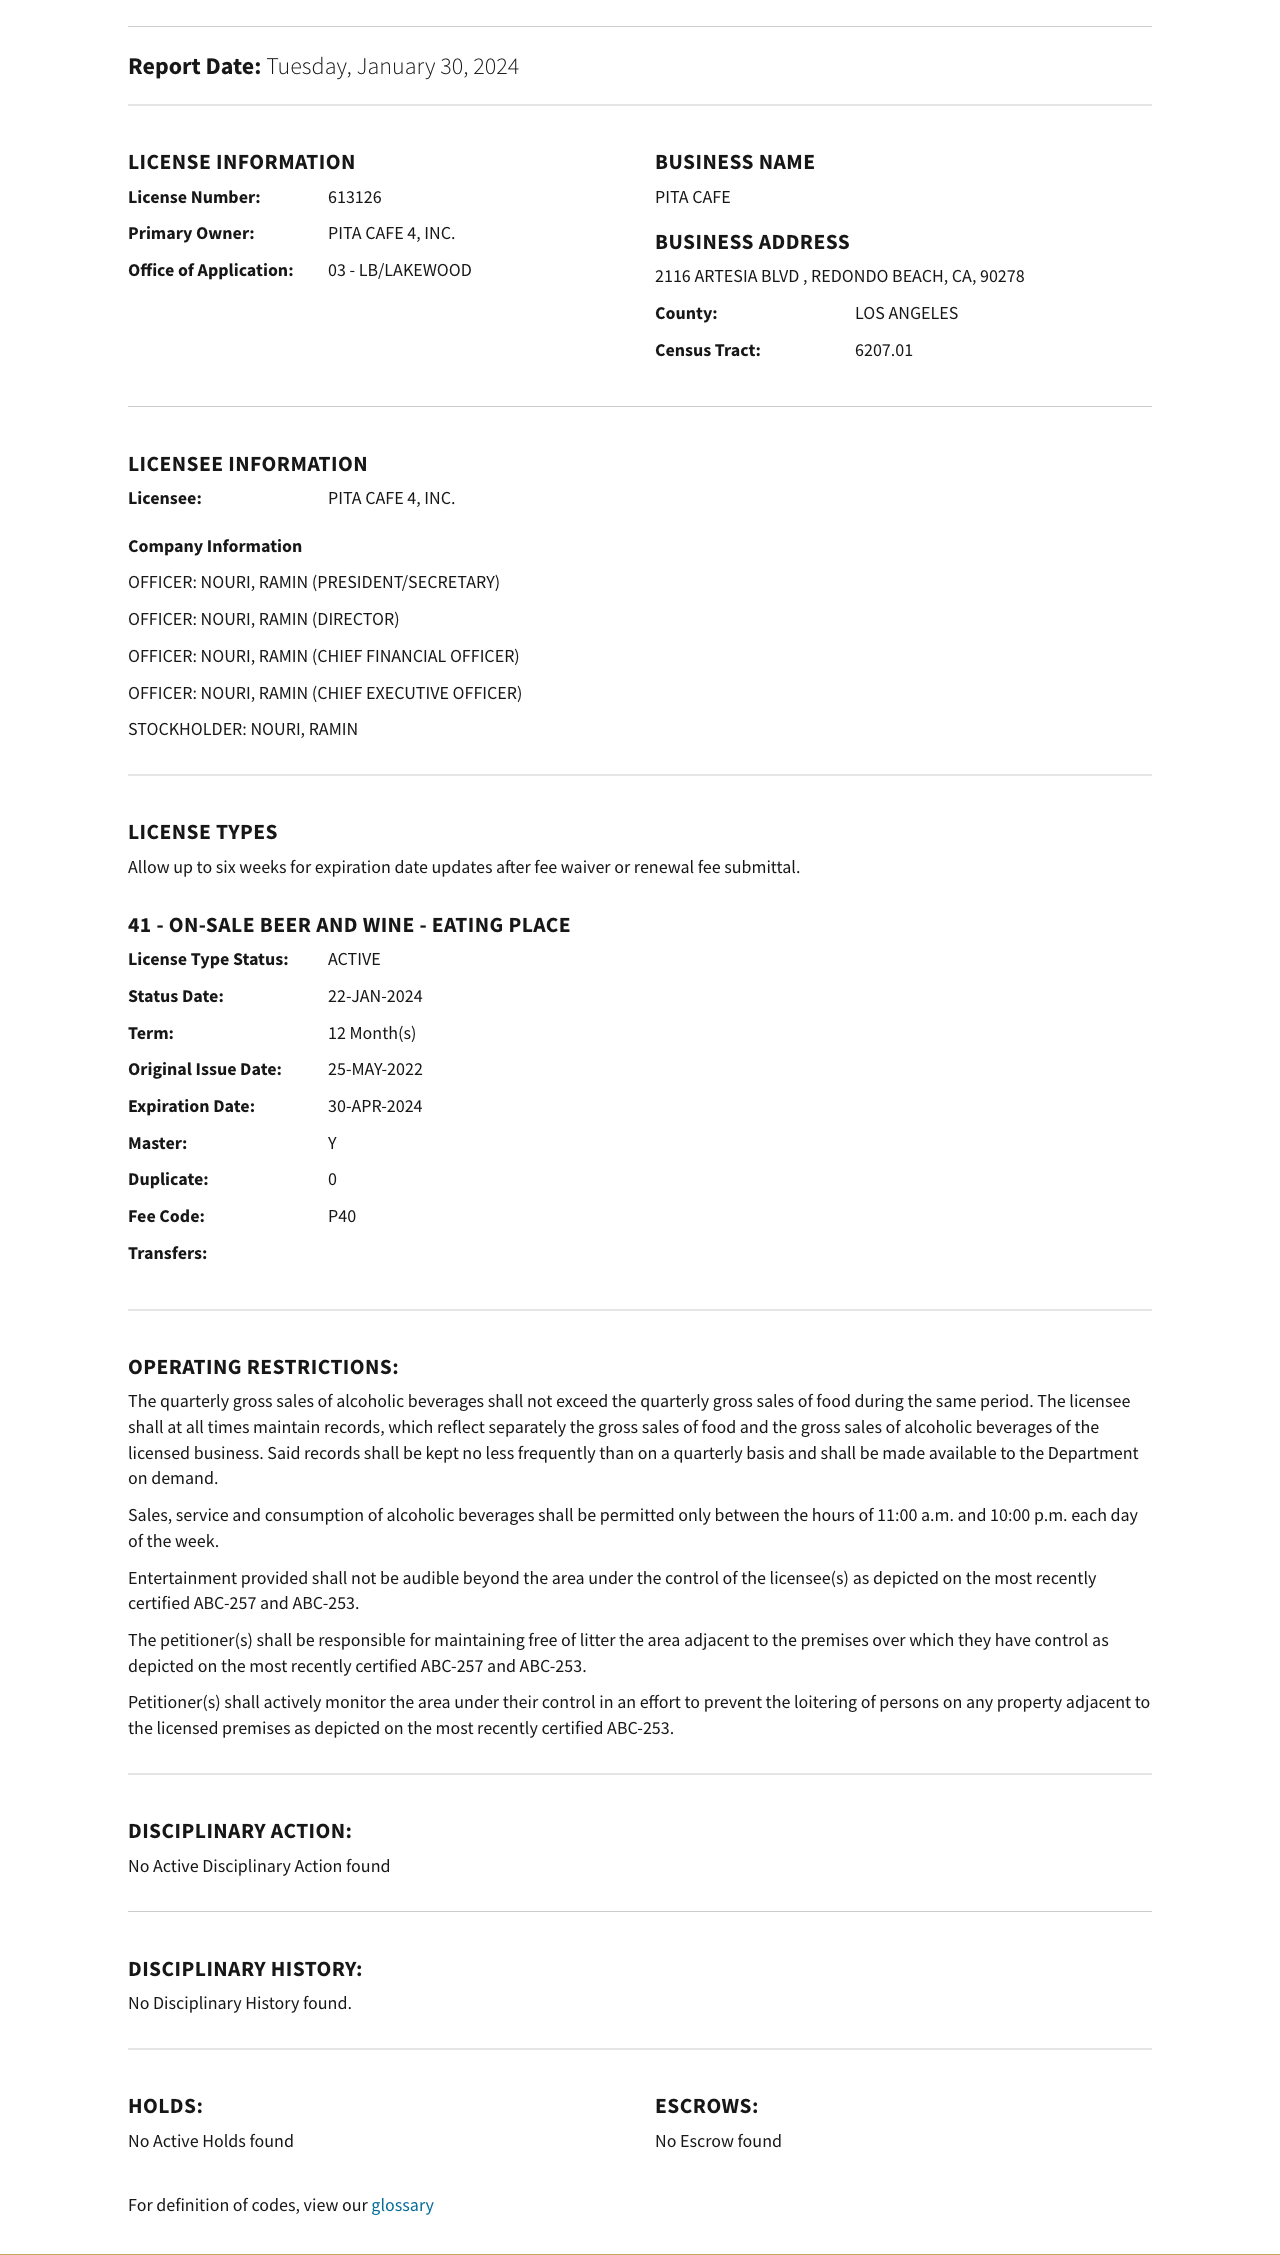 Report Date: Tuesday, January 30, 2024
LICENSE INFORMATION
License Number: 613126
Primary Owner: PITA CAFE 4, INC.
Office of Application: 03 - LB/LAKEWOOD
BUSINESS NAME
PITA CAFE
BUSINESS ADDRESS
2116 ARTESIA BLVD , REDONDO BEACH, CA, 90278
County: LOS ANGELES
Census Tract: 6207.01
LICENSEE INFORMATION
Licensee: PITA CAFE 4, INC.
Company Information
OFFICER: NOURI, RAMIN (PRESIDENT/SECRETARY)
OFFICER: NOURI, RAMIN (DIRECTOR)
OFFICER: NOURI, RAMIN (CHIEF FINANCIAL OFFICER)
OFFICER: NOURI, RAMIN (CHIEF EXECUTIVE OFFICER)
STOCKHOLDER: NOURI, RAMIN
LICENSE TYPES
Allow up to six weeks for expiration date updates after fee waiver or renewal fee submittal.
41 - ON-SALE BEER AND WINE - EATING PLACE
License Type Status: ACTIVE
Status Date: 22-JAN-2024
Term: 12 Month(s)
Original Issue Date: 25-MAY-2022
Expiration Date: 30-APR-2024
Master: Y
Duplicate: 0
Fee Code: P40
Transfers:
OPERATING RESTRICTIONS:
The quarterly gross sales of alcoholic beverages shall not exceed the quarterly gross sales of food during the same period. The licensee
shall at all times maintain records, which reflect separately the gross sales of food and the gross sales of alcoholic beverages of the
licensed business. Said records shall be kept no less frequently than on a quarterly basis and shall be made available to the Department
on demand.
Sales, service and consumption of alcoholic beverages shall be permitted only between the hours of 11:00 a.m. and 10:00 p.m. each day
of the week.
Entertainment provided shall not be audible beyond the area under the control of the licensee(s) as depicted on the most recently
certified ABC-257 and ABC-253.
The petitioner(s) shall be responsible for maintaining free of litter the area adjacent to the premises over which they have control as
depicted on the most recently certified ABC-257 and ABC-253.
Petitioner(s) shall actively monitor the area under their control in an effort to prevent the loitering of persons on any property adjacent to
the licensed premises as depicted on the most recently certified ABC-253.
DISCIPLINARY ACTION:
No Active Disciplinary Action found
DISCIPLINARY HISTORY:
No Disciplinary History found.
HOLDS:
No Active Holds found
ESCROWS:
No Escrow found
For definition of codes, view our glossary